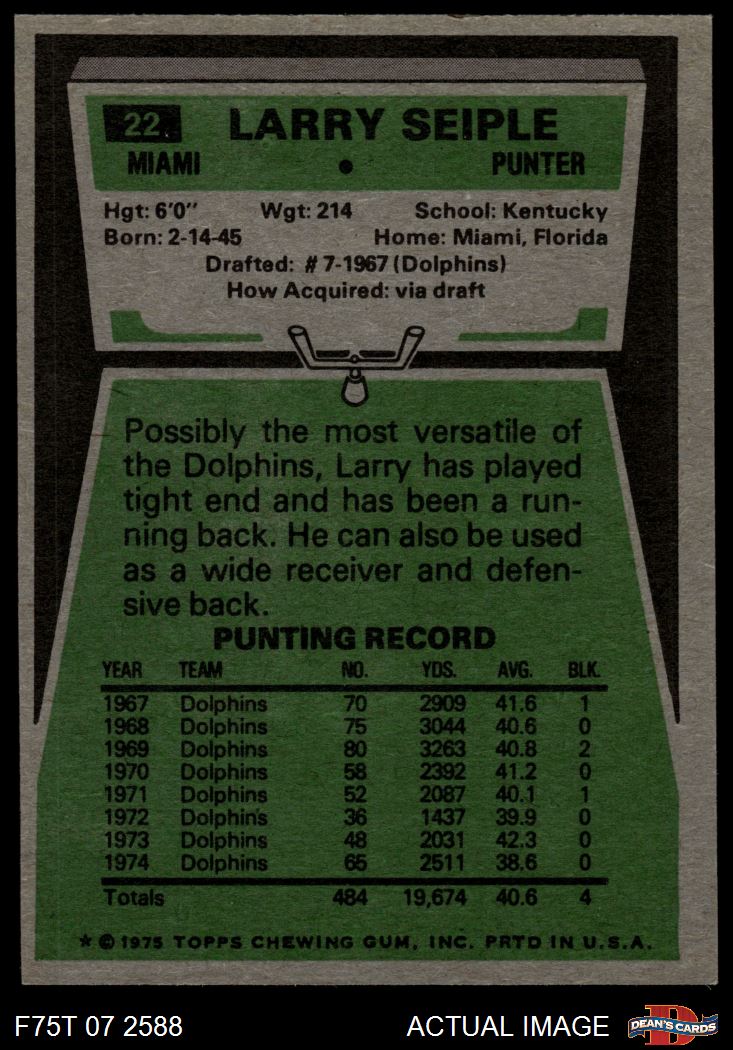 22 LARRY SEIPLE
MIAMI • PUNTER
Hgt: 6'0" Wgt: 214 School: Kentucky
Born: 2-14-45 Home: Miami, Florida
Drafted: #7-1967 (Dolphins)
How Acquired: via draft
Possibly the most versatile of
the Dolphins, Larry has played
tight end and has been a run-
ning back. He can also be used
as a wide receiver and defen-
sive back.
PUNTING RECORD
YEAR TEAM NO. YDS. AVG. BLK.
1967 Dolphins 70 2909 41.6 1
1968 Dolphins 75 3044 40.6 0
1969 Dolphins 80 3263 40.8 2
1970 Dolphins 58 2392 41.2 0
1971 Dolphins 52 2087 40.1 1
1972 Dolphins 36 1437 39.9 0
1973 Dolphins 48 2031 42.3 0
1974 Dolphins 65 2511 38.6 0
Totals 484 19,674 40.6 4
★ © 1975 TOPPS CHEWING GUM, INC. PRTD IN U.S.A.
F75T 07 2588 ACTUAL IMAGE D DEAN'S CARDS